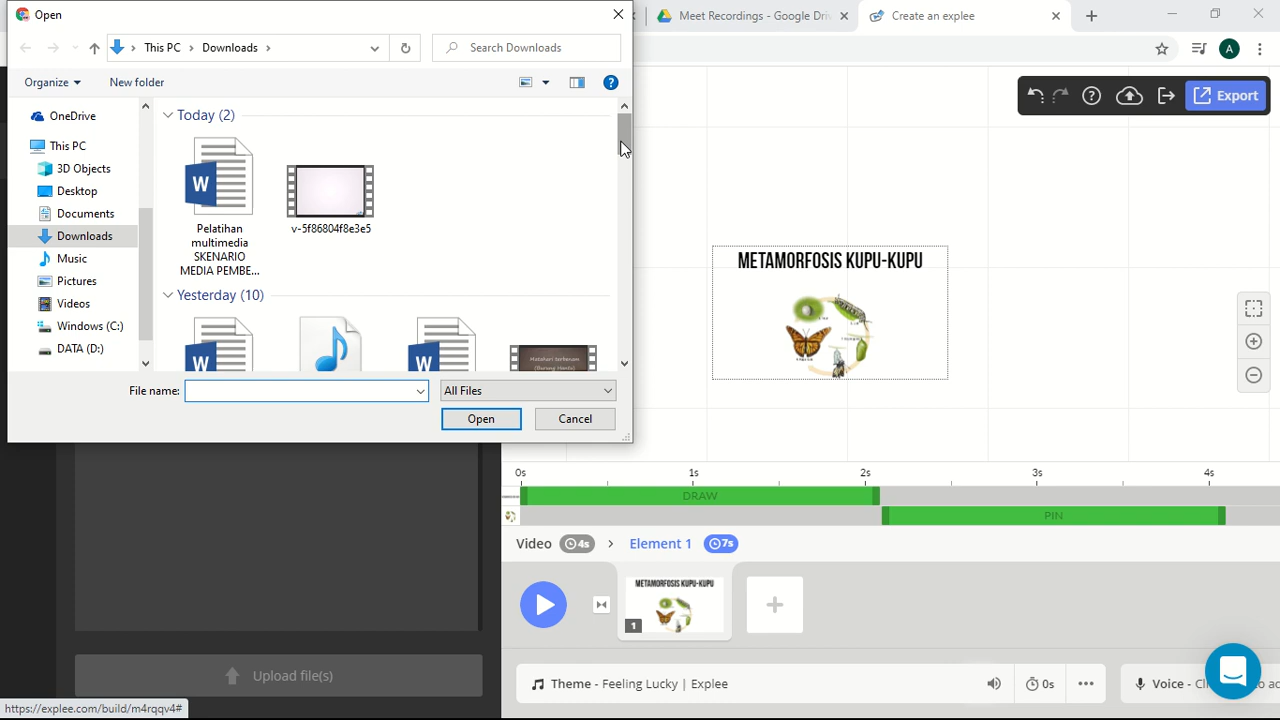 Open
Meet Recordings - Google Dri
Create an explee
This PC
Downloads
Search Downloads
A
Organize
New folder
Export
OneDrive
This PC
3D Objects
Desktop
Documents
Downloads
Music
Pictures
Videos
Windows (C:)
DATA (D:)
Today (2)
W
Pelatihan
multimedia
SKENARIO
MEDIA PEMBE...
v-5f86804f8e3e5
Yesterday (10)
W
W
Matahari terbenam
METAMORFOSIS KUPU-KUPU
File name:
All Files
Open
Cancel
0s
1s
2s
3s
4s
DRAW
PIN
Video
4s
Element 1
7s
METAMORFOSIS KUPU-KUPU
1
Upload file(s)
Theme - Feeling Lucky | Explee
0s
Voice - Cli
o ad
https://explee.com/build/m4rqqv4#